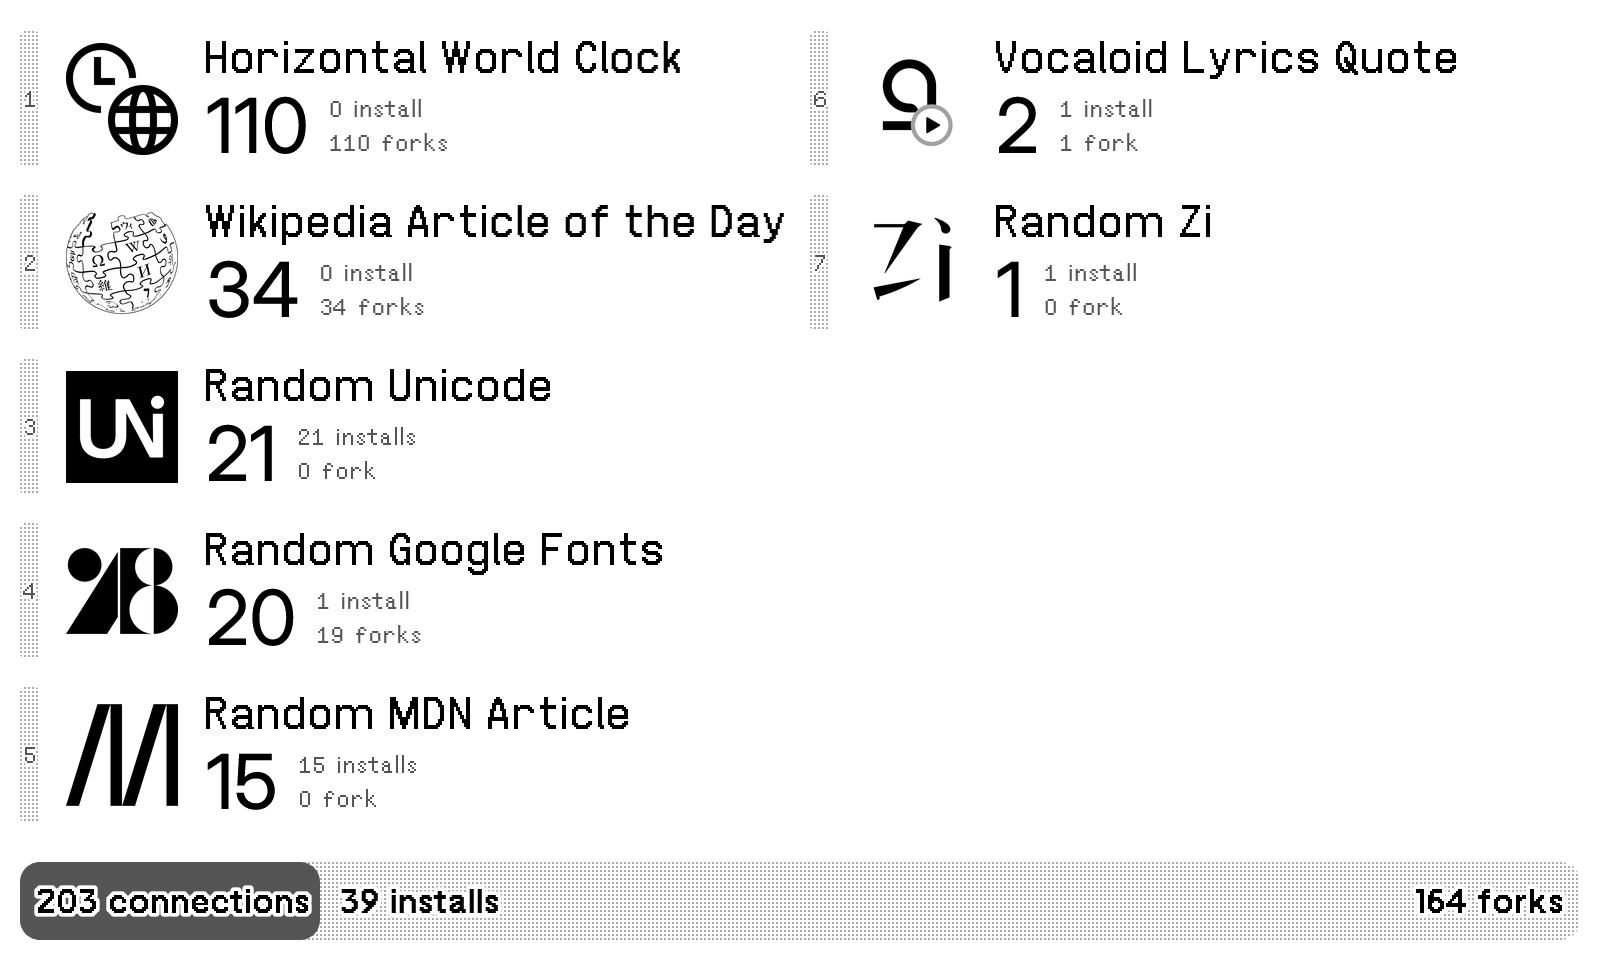 1
Horizontal World Clock
110
0 install
110 forks
2
Wikipedia Article of the Day
34
0 install
34 forks
3
UNi
Random Unicode
21
21 installs
0 fork
4
Random Google Fonts
20
1 install
19 forks
5
Random MDN Article
15
15 installs
0 fork
6
Vocaloid Lyrics Quote
2
1 install
1 fork
7
Zi
Random Zi
1
1 install
0 fork
203 connections
39 installs
164 forks